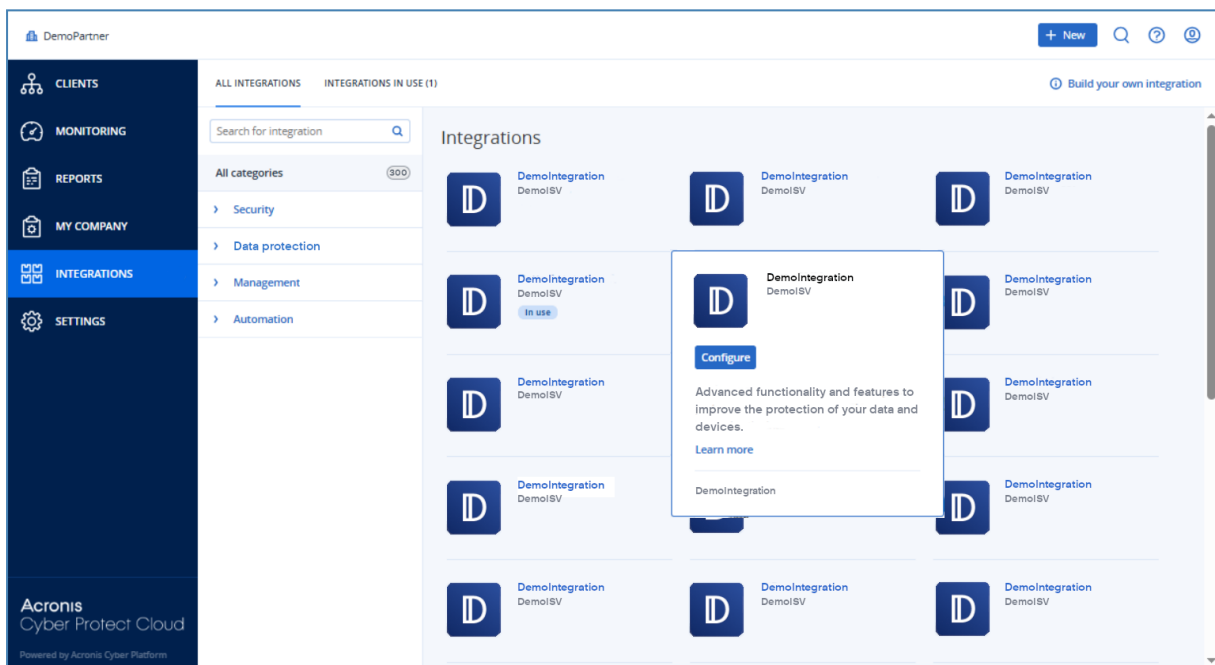 DemoPartner
+ New
CLIENTS
MONITORING
REPORTS
MY COMPANY
INTEGRATIONS
SETTINGS
Acronis
Cyber Protect Cloud
Powered by Acronis Cyber Platform
ALL INTEGRATIONS
INTEGRATIONS IN USE (1)
Build your own integration
Search for integration
All categories 300
Security
Data protection
Management
Automation
Integrations
D
DemoIntegration
DemoISV
D
DemoIntegration
DemoISV
D
DemoIntegration
DemoISV
D
DemoIntegration
DemoISV
In use
D
DemoIntegration
DemoISV
Configure
Advanced functionality and features to
improve the protection of your data and
devices.
Learn more
DemoIntegration
D
DemoIntegration
DemoISV
D
DemoIntegration
DemoISV
D
DemoIntegration
DemoISV
D
DemoIntegration
DemoISV
D
DemoIntegration
DemoISV
D
DemoIntegration
DemoISV
D
DemoIntegration
DemoISV
D
DemoIntegration
DemoISV